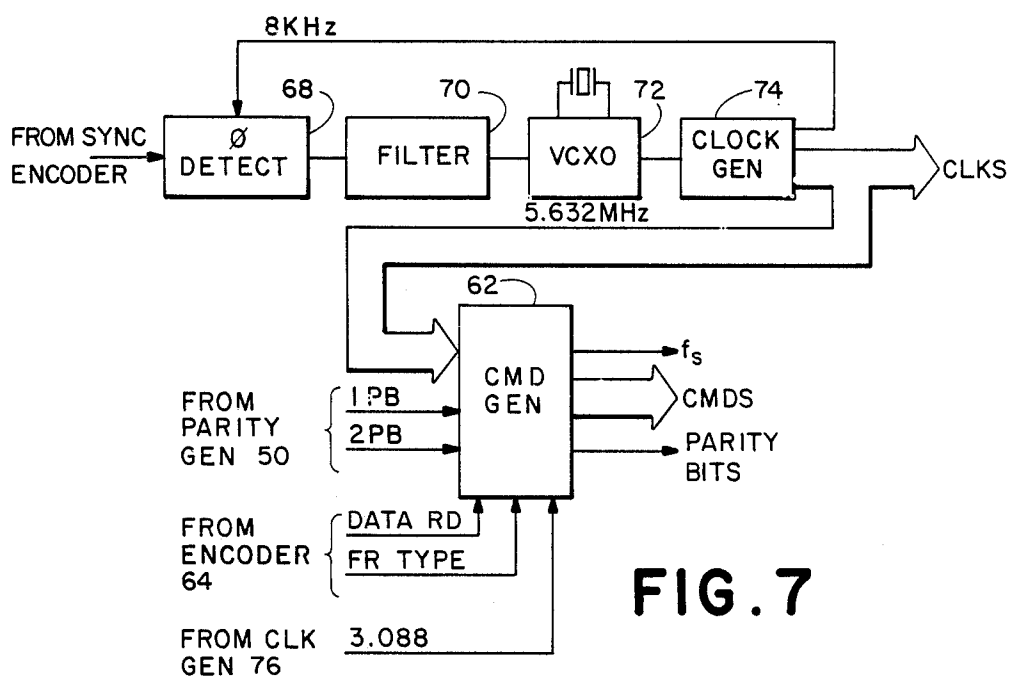 8KHz
68
70
72
74
FROM SYNC
ENCODER
Ø
DETECT
FILTER
VCXO
CLOCK
GEN
CLKS
5.632MHz
62
CMD
GEN
fs
CMDS
PARITY
BITS
FROM
PARITY
GEN 50
1PB
2PB
FROM
ENCODER
64
DATA RD
FR TYPE
FROM CLK
GEN 76
3.088
FIG. 7